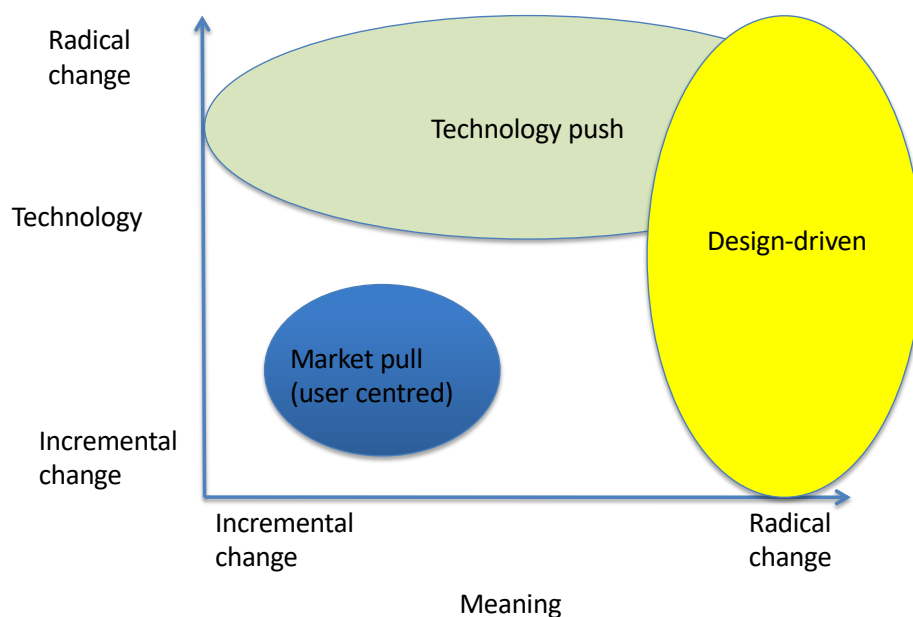 Radical
change
Technology push
Technology
Design-driven
Market pull
(user centred)
Incremental
change
Incremental
change
Radical
change
Meaning